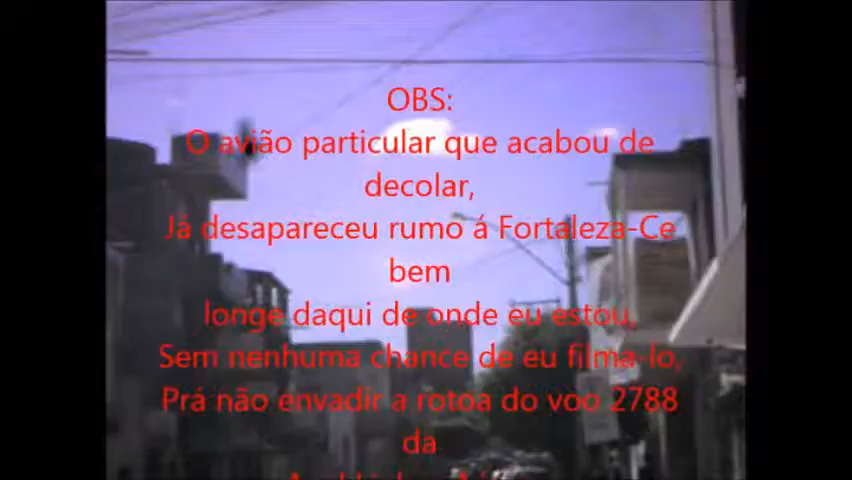 OBS:
O avião particular que acabou de
decolar,
Já desapareceu rumo á Fortaleza-Ce
bem
longe daqui de onde eu estou,
Sem nenhuma chance de eu filma-lo,
Prá não envadir a rotoa do voo 2788
da